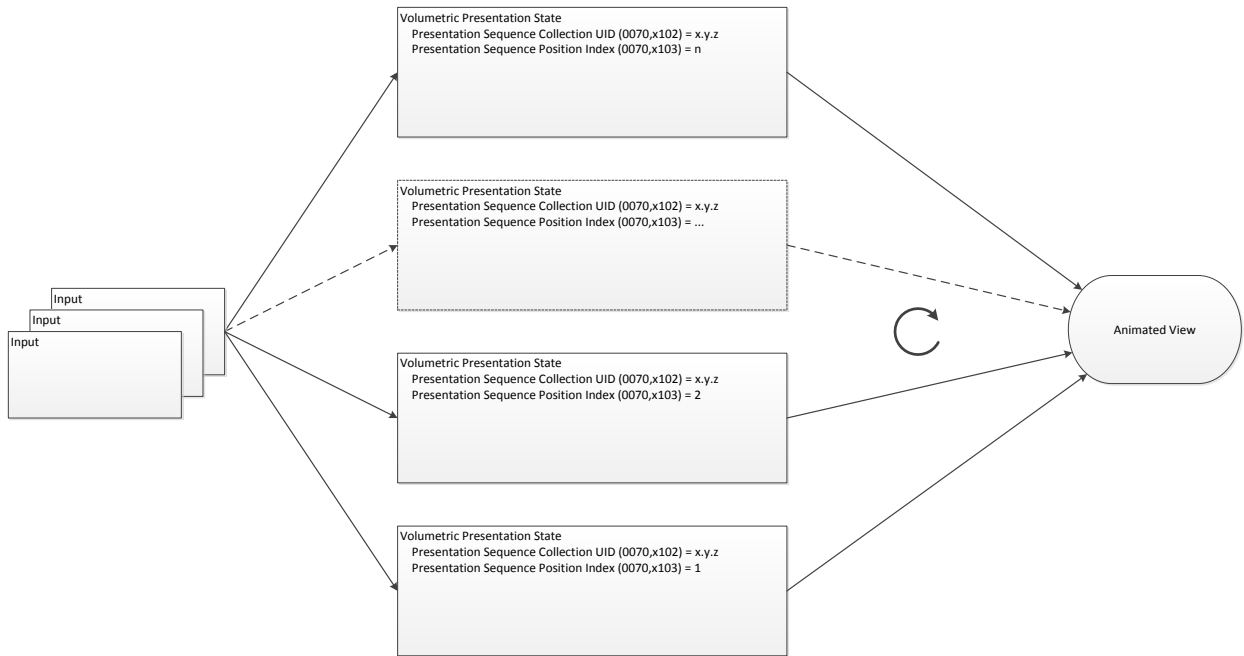 Volumetric Presentation State
Presentation Sequence Collection UID (0070,x102) = x.y.z
Presentation Sequence Position Index (0070,x103) = n
Volumetric Presentation State
Presentation Sequence Collection UID (0070,x102) = x.y.z
Presentation Sequence Position Index (0070,x103) = ...
Input
Input
Input
Animated View
Volumetric Presentation State
Presentation Sequence Collection UID (0070,x102) = x.y.z
Presentation Sequence Position Index (0070,x103) = 2
Volumetric Presentation State
Presentation Sequence Collection UID (0070,x102) = x.y.z
Presentation Sequence Position Index (0070,x103) = 1